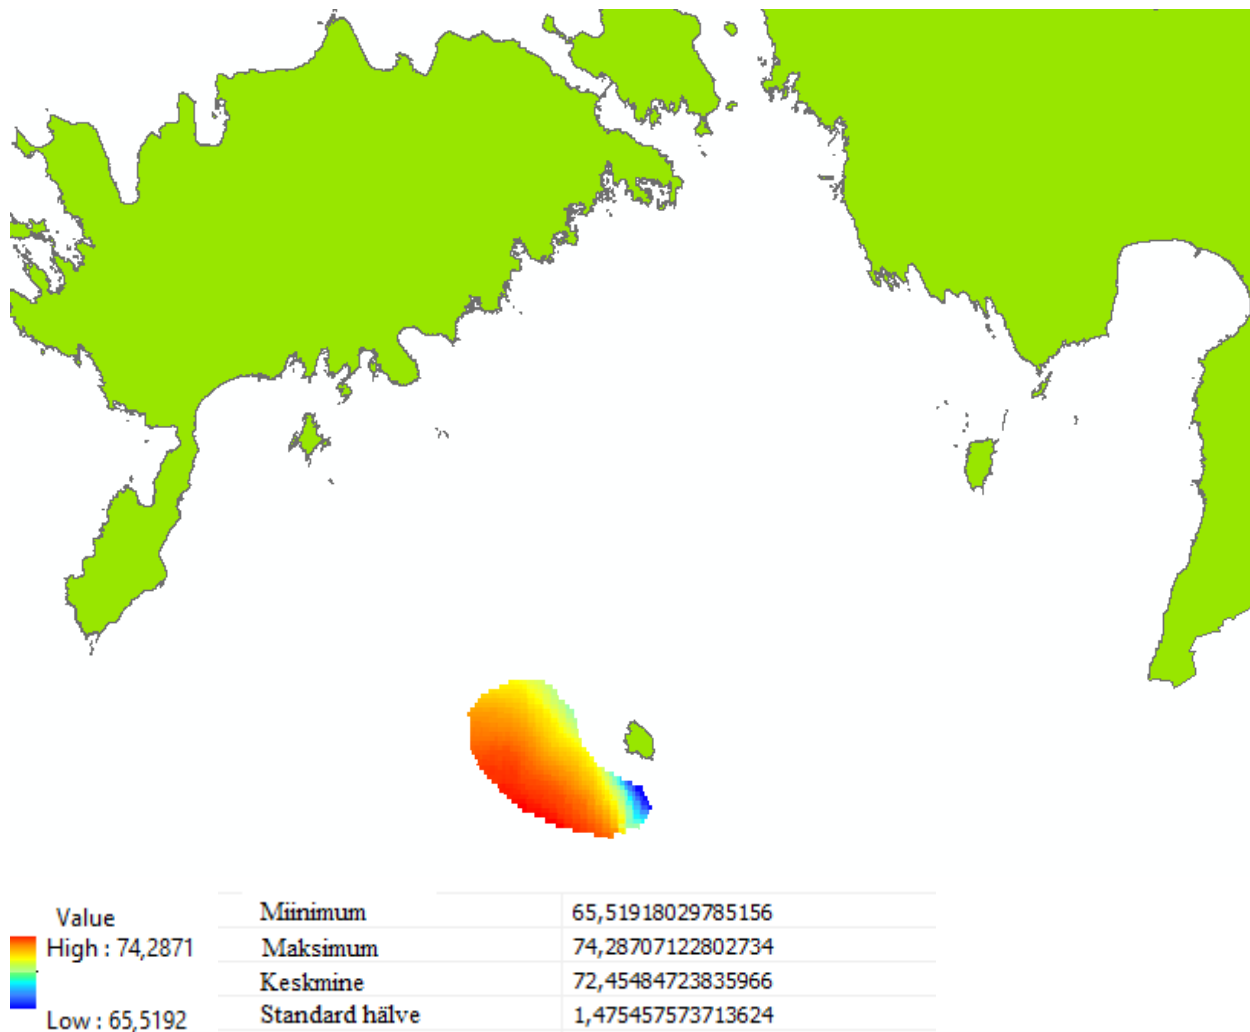 Value
High : 74,2871
Low : 65,5192
Miinimum 65,51918029785156
Maksimum 74,28707122802734
Keskmine 72,45484723835966
Standard hälve 1,475457573713624